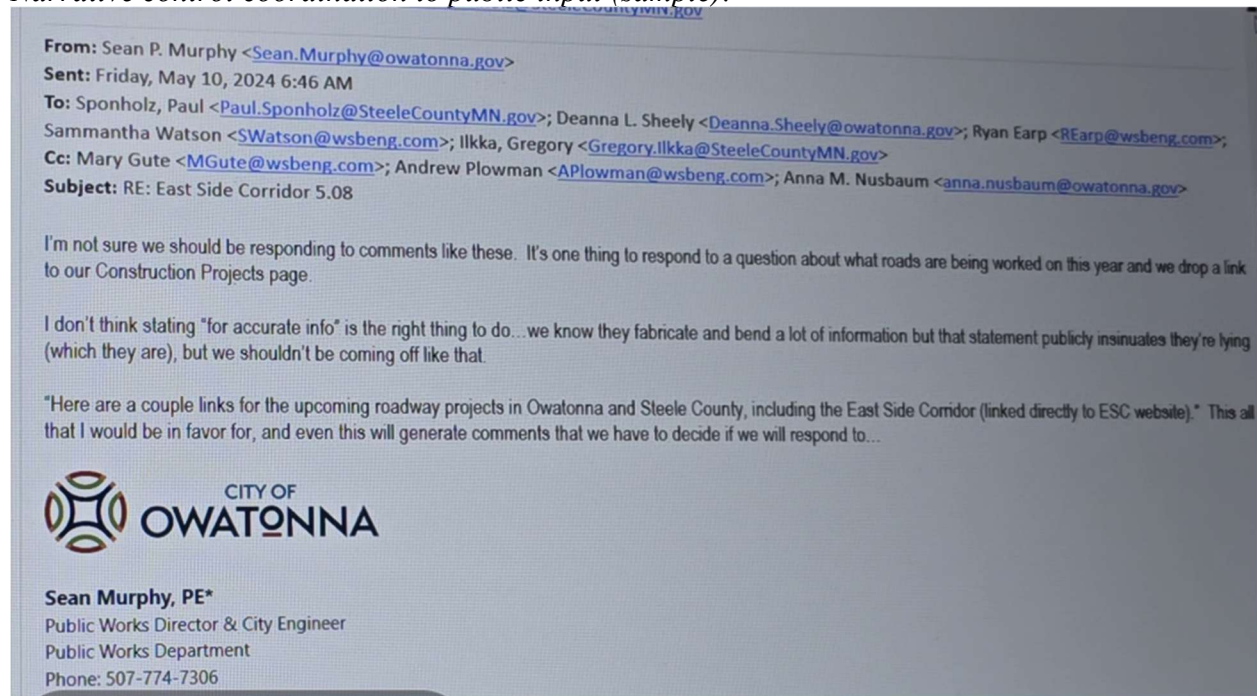 Narrative control coordination to public input (sample):
From: Sean P. Murphy <Sean.Murphy@owatonna.gov>
Sent: Friday, May 10, 2024 6:46 AM
To: Sponholz, Paul <Paul.Sponholz@SteeleCountyMN.gov>; Deanna L. Sheely <Deanna.Sheely@owatonna.gov>; Ryan Earp <REarp@wsbeng.com>;
Sammantha Watson <SWatson@wsbeng.com>; Ilkka, Gregory <Gregory.Ilkka@SteeleCountyMN.gov>
Cc: Mary Gute <MGute@wsbeng.com>; Andrew Plowman <APlowman@wsbeng.com>; Anna M. Nusbaum <anna.nusbaum@owatonna.gov>
Subject: RE: East Side Corridor 5.08
I'm not sure we should be responding to comments like these. It's one thing to respond to a question about what roads are being worked on this year and we drop a link
to our Construction Projects page.
I don't think stating "for accurate info" is the right thing to do...we know they fabricate and bend a lot of information but that statement publicly insinuates they're lying
(which they are), but we shouldn't be coming off like that.
"Here are a couple links for the upcoming roadway projects in Owatonna and Steele County, including the East Side Corridor (linked directly to ESC website)." This all
that I would be in favor for, and even this will generate comments that we have to decide if we will respond to...
CITY OF
OWATONNA
Sean Murphy, PE*
Public Works Director & City Engineer
Public Works Department
Phone: 507-774-7306